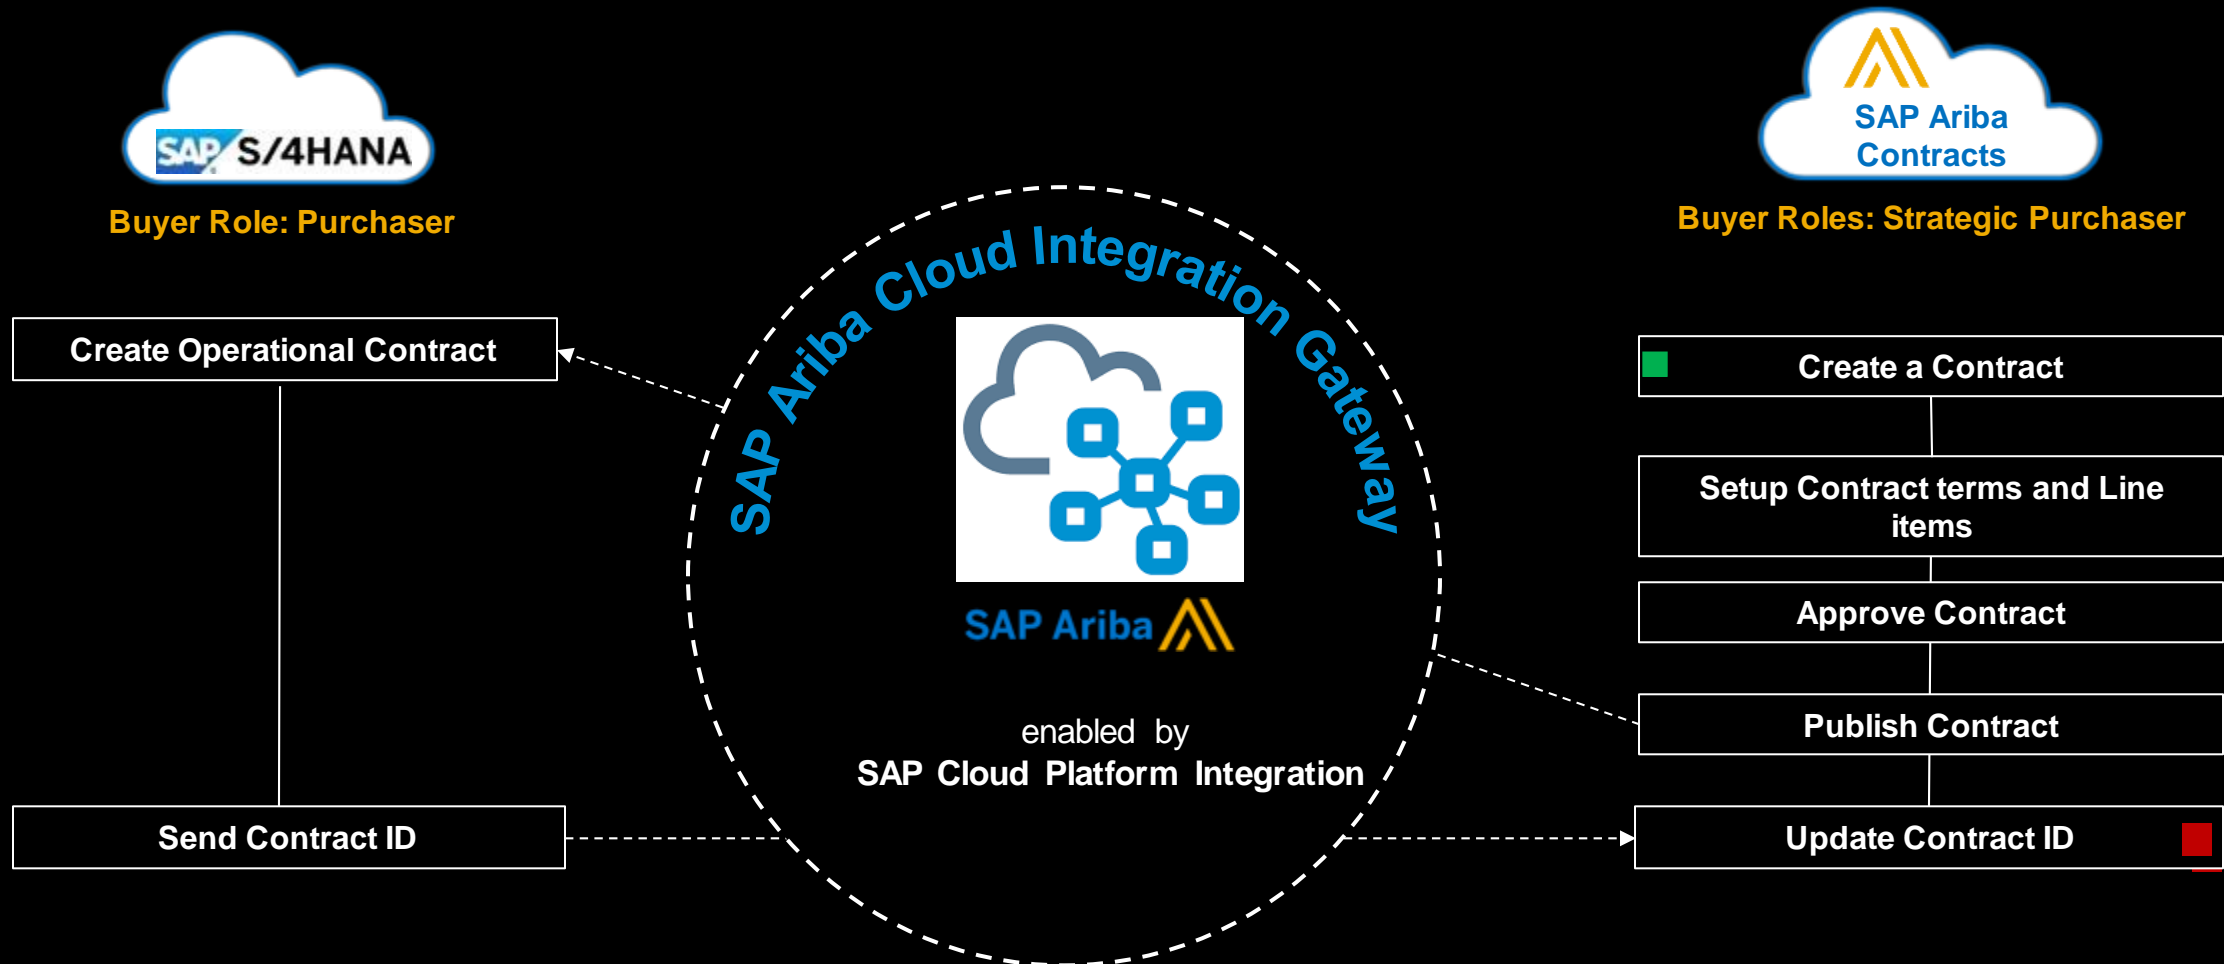 SAP S/4HANA
Buyer Role: Purchaser
Create Operational Contract
Send Contract ID
SAP Ariba Cloud Integration Gateway
SAP Ariba
enabled by
SAP Cloud Platform Integration
SAP Ariba
Contracts
Buyer Roles: Strategic Purchaser
Create a Contract
Setup Contract terms and Line
items
Approve Contract
Publish Contract
Update Contract ID